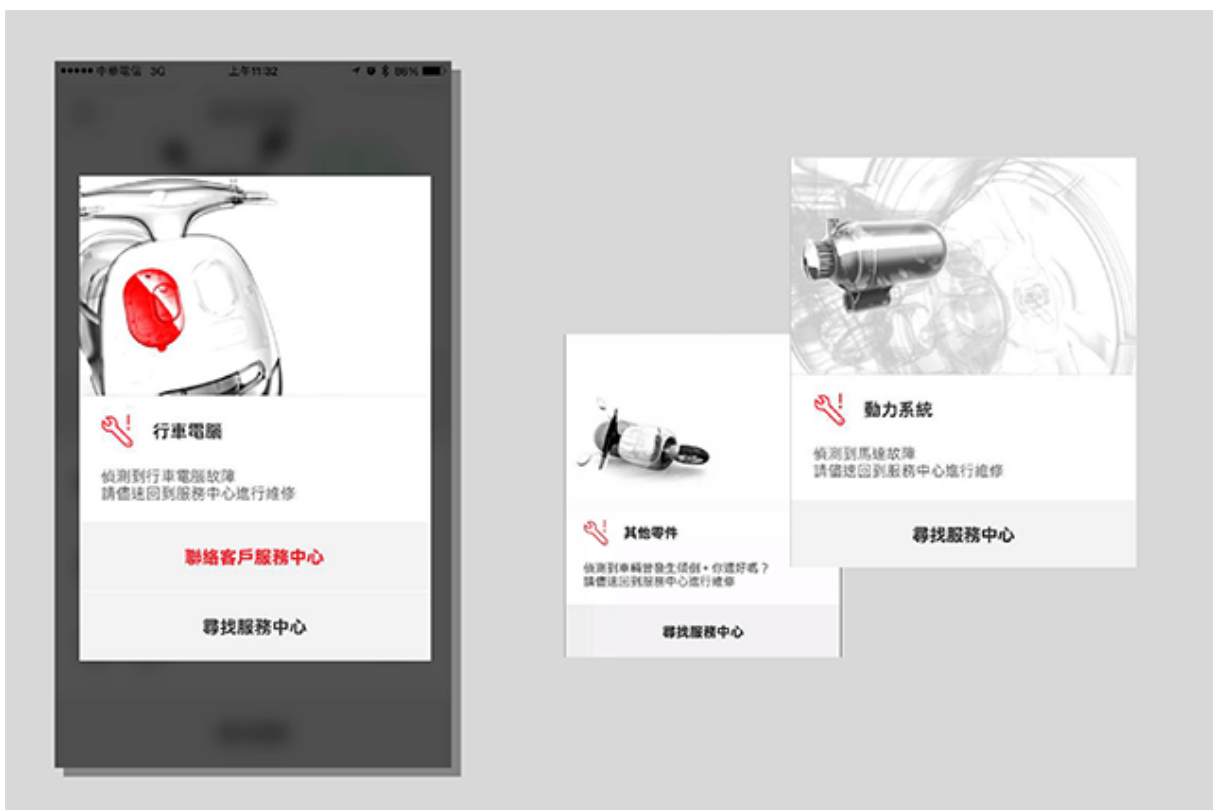 中華電信 3G 上午11:32 86%
行車電腦
偵測到行車電腦故障
請儘速回到服務中心進行維修
聯絡客戶服務中心
尋找服務中心
其他零件
偵測到車輛曾發生傾倒，你還好嗎？
請儘速回到服務中心進行維修
尋找服務中心
動力系統
偵測到馬達故障
請儘速回到服務中心進行維修
尋找服務中心